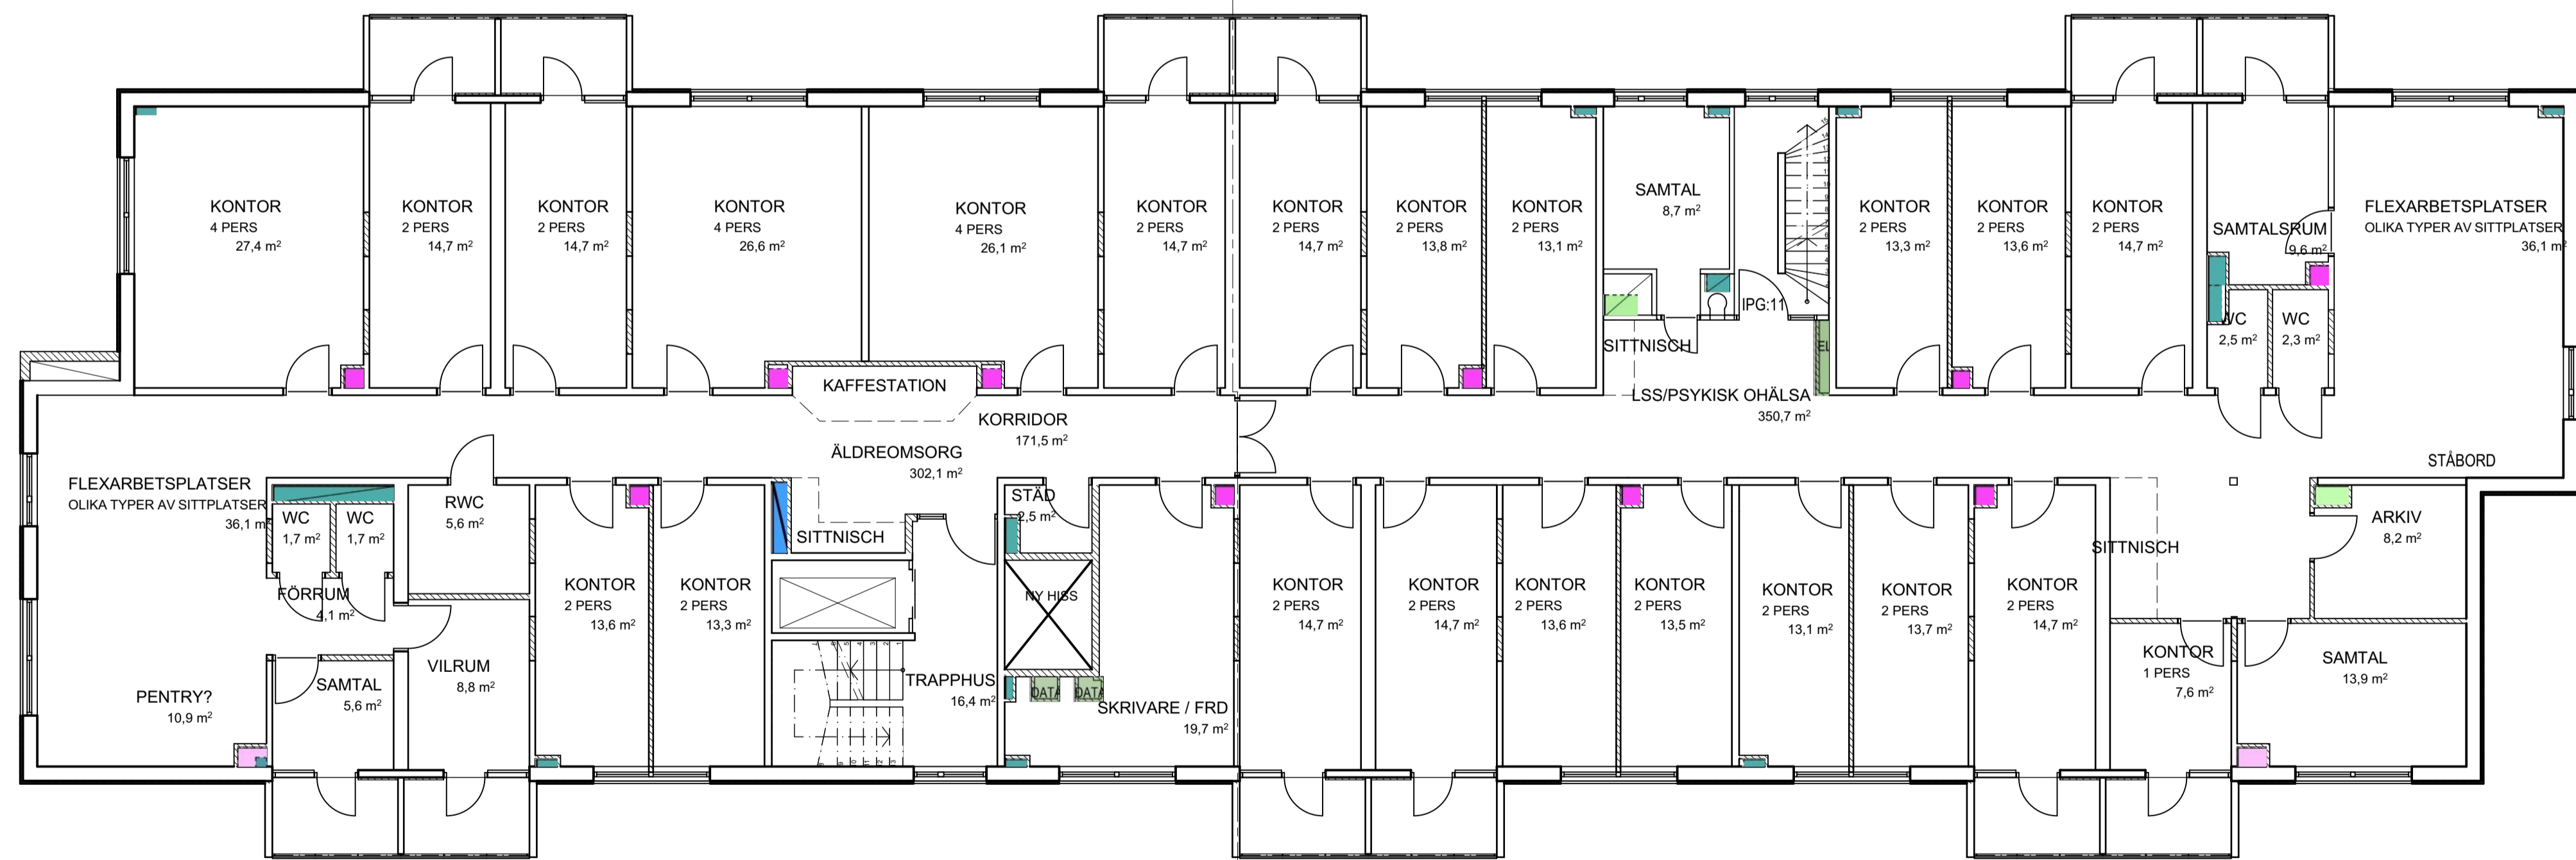 KONTOR
4 PERS
27,4 m²
KONTOR
2 PERS
14,7 m²
KONTOR
2 PERS
14,7 m²
KONTOR
4 PERS
26,6 m²
KONTOR
4 PERS
26,1 m²
KONTOR
2 PERS
14,7 m²
KONTOR
2 PERS
14,7 m²
KONTOR
2 PERS
13,8 m²
KONTOR
2 PERS
13,1 m²
SAMTAL
8,7 m²
KONTOR
2 PERS
13,3 m²
KONTOR
2 PERS
13,6 m²
KONTOR
2 PERS
14,7 m²
SAMTALSRUM
9,6 m²
FLEXARBETSPLATSER
OLIKA TYPER AV SITTPLATSER
36,1 m²
IPG:11
SITTNISCH
EL
WC
2,5 m²
WC
2,3 m²
KAFFESTATION
KORRIDOR
171,5 m²
ÄLDREOMSORG
302,1 m²
LSS/PSYKISK OHÄLSA
350,7 m²
STÅBORD
FLEXARBETSPLATSER
OLIKA TYPER AV SITTPLATSER
36,1 m
WC
1,7 m²
WC
1,7 m²
FÖRRUM
4,1 m²
RWC
5,6 m²
VILRUM
8,8 m²
SAMTAL
5,6 m²
PENTRY?
10,9 m²
KONTOR
2 PERS
13,6 m²
KONTOR
2 PERS
13,3 m²
SITTNISCH
TRAPPHUS
16,4 m²
STÄD
2,5 m²
NY HISS
DATA
DATA
SKRIVARE / FRD
19,7 m²
KONTOR
2 PERS
14,7 m²
KONTOR
2 PERS
14,7 m²
KONTOR
2 PERS
13,6 m²
KONTOR
2 PERS
13,5 m²
KONTOR
2 PERS
13,1 m²
KONTOR
2 PERS
13,7 m²
KONTOR
2 PERS
14,7 m²
SITTNISCH
KONTOR
1 PERS
7,6 m²
ARKIV
8,2 m²
SAMTAL
13,9 m²